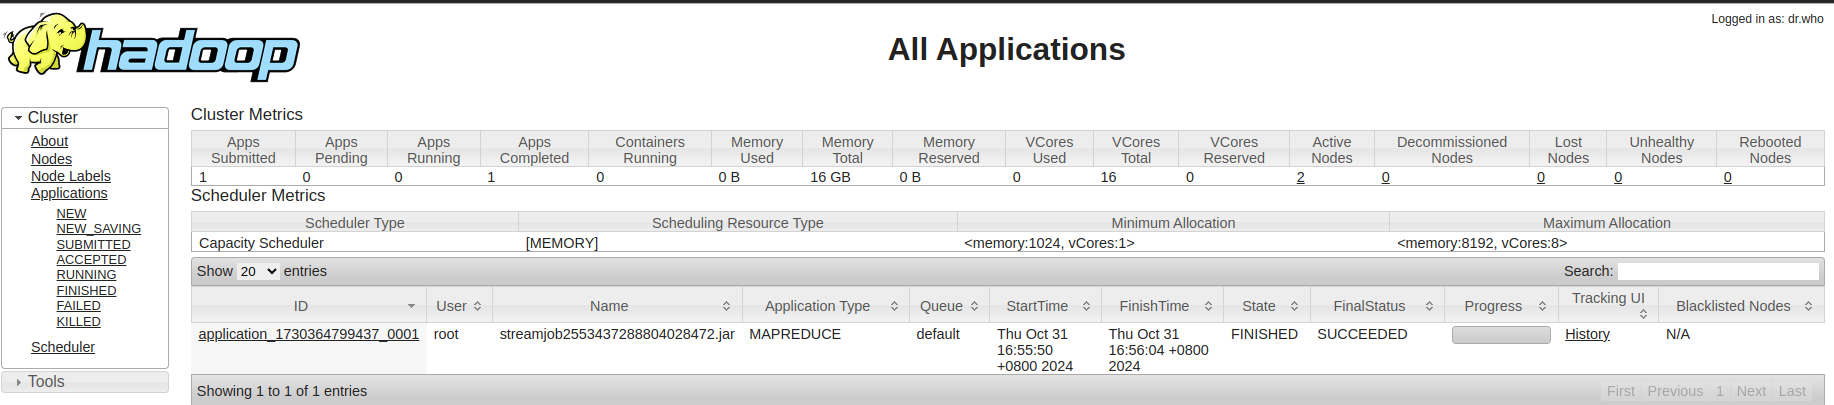 Logged in as: dr.who
hadoop
All Applications
Cluster
About
Nodes
Node Labels
Applications
NEW
NEW_SAVING
SUBMITTED
ACCEPTED
RUNNING
FINISHED
FAILED
KILLED
Scheduler
Tools
Cluster Metrics
Apps Submitted Apps Pending Apps Running Apps Completed Containers Running Memory Used Memory Total Memory Reserved VCores Used VCores Total VCores Reserved Active Nodes Decommissioned Nodes Lost Nodes Unhealthy Nodes Rebooted Nodes
1 0 0 1 0 0 B 16 GB 0 B 0 16 0 2 0 0 0 0
Scheduler Metrics
Scheduler Type Scheduling Resource Type Minimum Allocation Maximum Allocation
Capacity Scheduler [MEMORY] <memory:1024, vCores:1> <memory:8192, vCores:8>
Show 20 entries Search:
ID User Name Application Type Queue StartTime FinishTime State FinalStatus Progress Tracking UI Blacklisted Nodes
application_1730364799437_0001 root streamjob2553437288804028472.jar MAPREDUCE default Thu Oct 31 16:55:50 +0800 2024 Thu Oct 31 16:56:04 +0800 2024 FINISHED SUCCEEDED History N/A
Showing 1 to 1 of 1 entries First Previous 1 Next Last